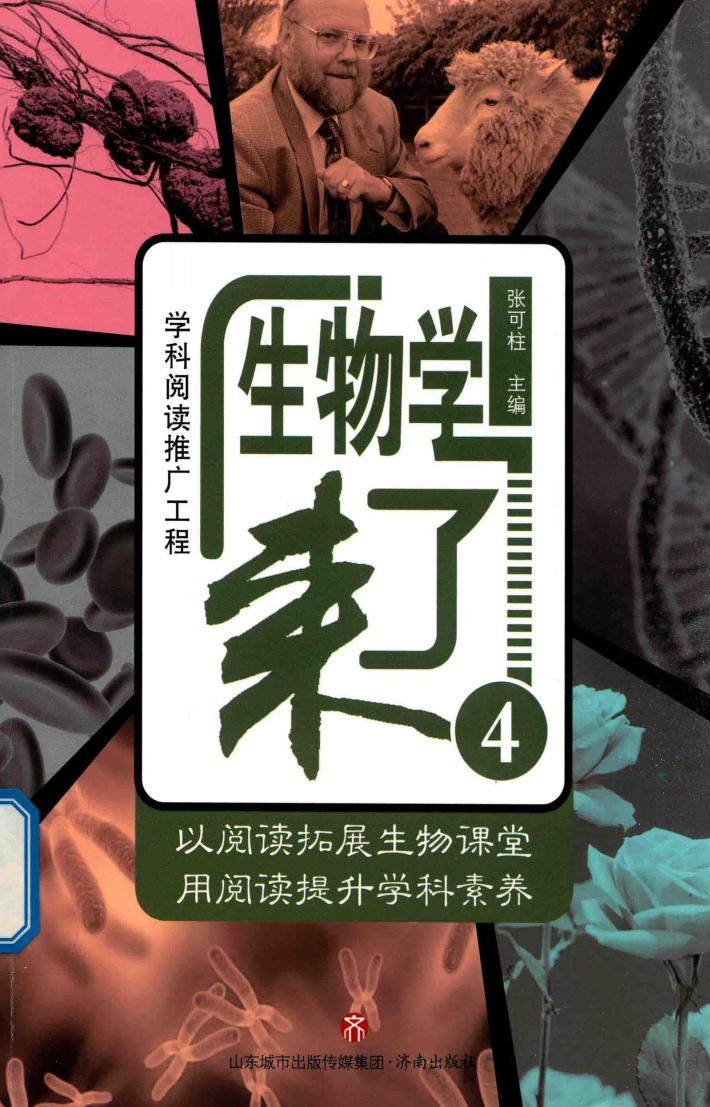 学科阅读推广工程
生物学
来了
张可柱 主编
4
以阅读拓展生物课堂
用阅读提升学科素养
山东城市出版传媒集团·济南出版社